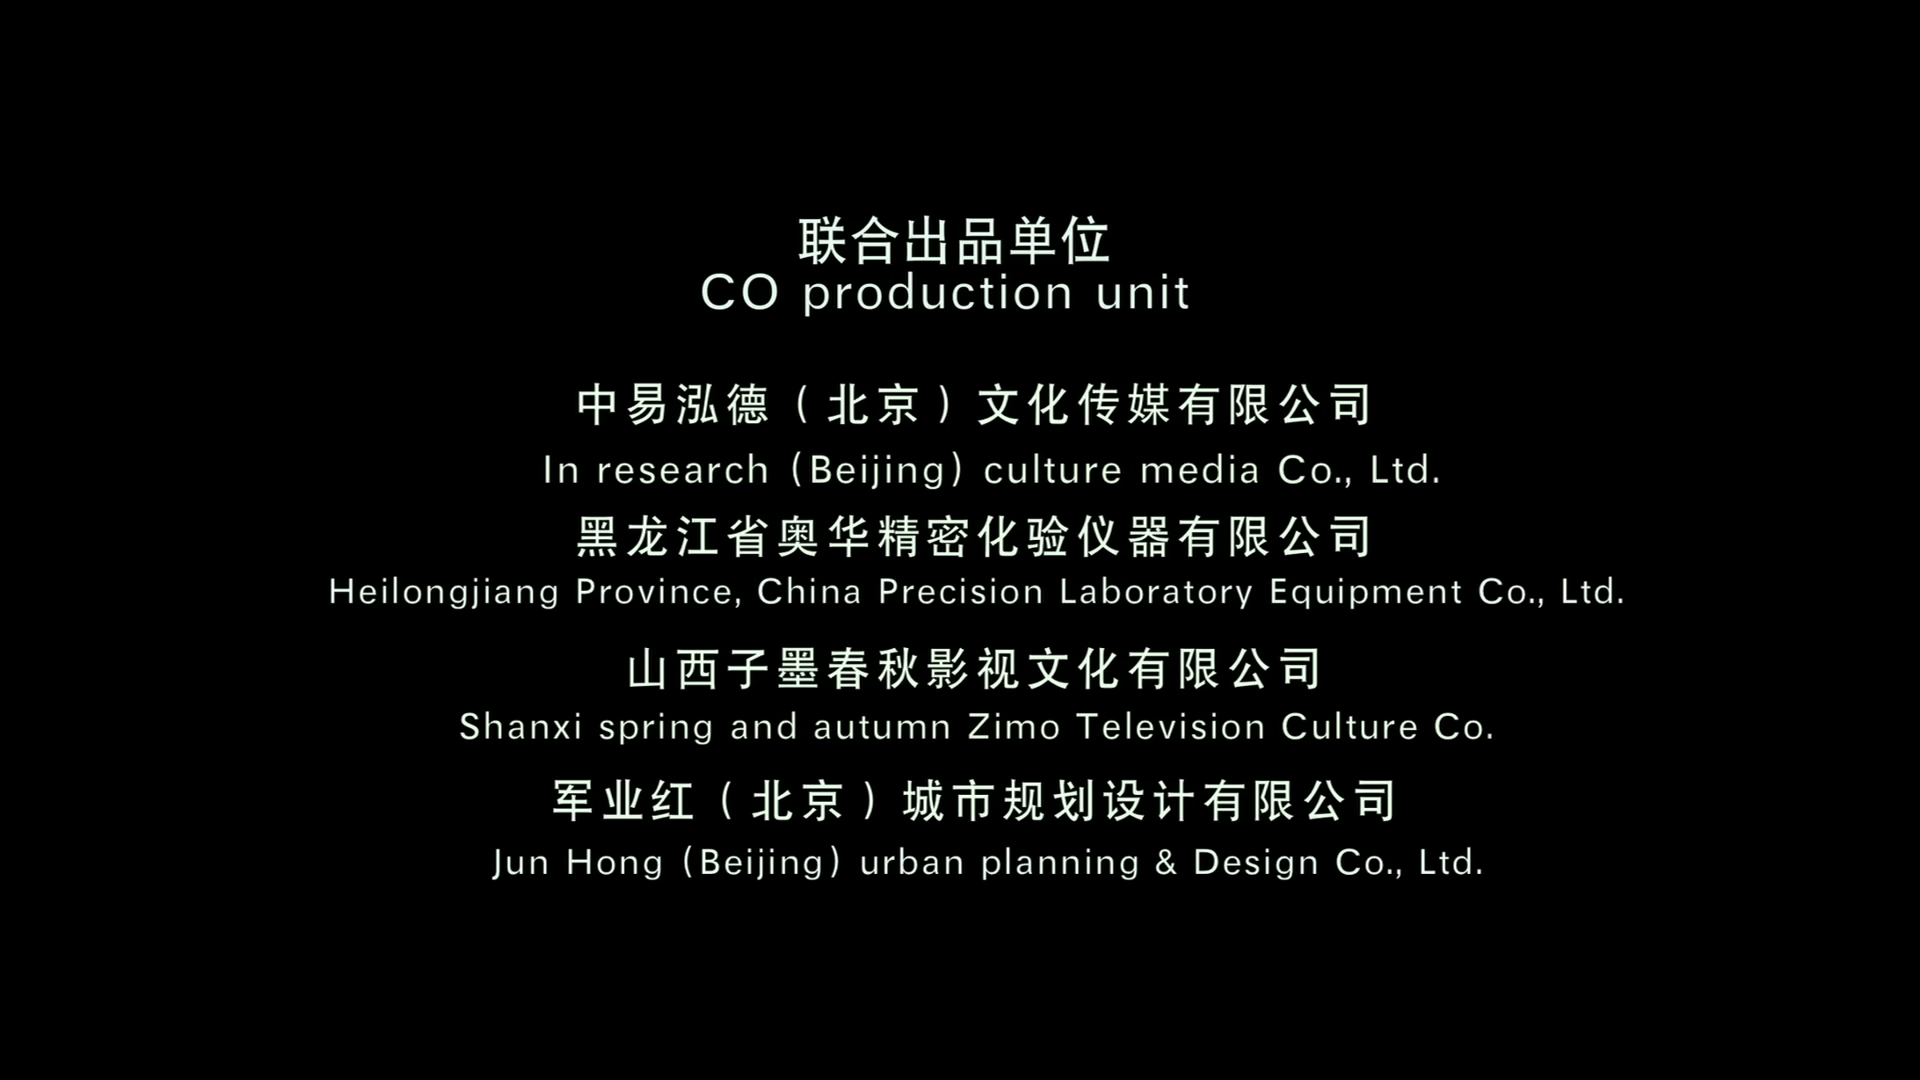 联合出品单位
CO production unit
中易泓德（北京）文化传媒有限公司
In research (Beijing) culture media Co., Ltd.
黑龙江省奥华精密化验仪器有限公司
Heilongjiang Province, China Precision Laboratory Equipment Co., Ltd.
山西子墨春秋影视文化有限公司
Shanxi spring and autumn Zimo Television Culture Co.
军业红（北京）城市规划设计有限公司
Jun Hong (Beijing) urban planning & Design Co., Ltd.